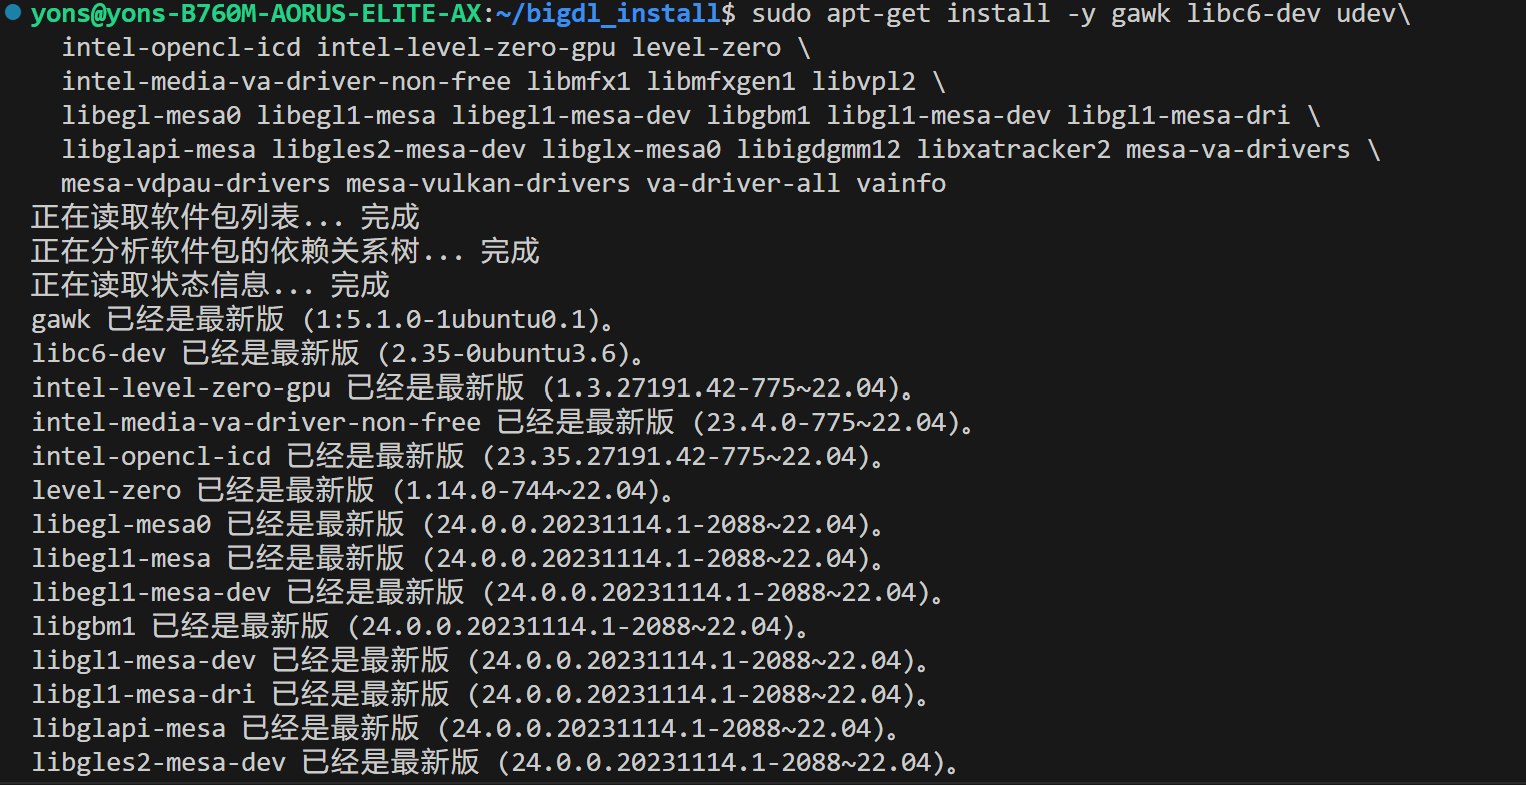 yons@yons-B760M-AORUS-ELITE-AX:~/bigdl_install$ sudo apt-get install -y gawk libc6-dev udev\
  intel-opencl-icd intel-level-zero-gpu level-zero \
  intel-media-va-driver-non-free libmfx1 libmfxgen1 libvpl2 \
  libegl-mesa0 libegl1-mesa libegl1-mesa-dev libgbm1 libgl1-mesa-dev libgl1-mesa-dri \
  libglapi-mesa libgles2-mesa-dev libglx-mesa0 libigdgmm12 libxatracker2 mesa-va-drivers \
  mesa-vdpau-drivers mesa-vulkan-drivers va-driver-all vainfo
正在读取软件包列表... 完成
正在分析软件包的依赖关系树... 完成
正在读取状态信息... 完成
gawk 已经是最新版 (1:5.1.0-1ubuntu0.1)。
libc6-dev 已经是最新版 (2.35-0ubuntu3.6)。
intel-level-zero-gpu 已经是最新版 (1.3.27191.42-775~22.04)。
intel-media-va-driver-non-free 已经是最新版 (23.4.0-775~22.04)。
intel-opencl-icd 已经是最新版 (23.35.27191.42-775~22.04)。
level-zero 已经是最新版 (1.14.0-744~22.04)。
libegl-mesa0 已经是最新版 (24.0.0.20231114.1-2088~22.04)。
libegl1-mesa 已经是最新版 (24.0.0.20231114.1-2088~22.04)。
libegl1-mesa-dev 已经是最新版 (24.0.0.20231114.1-2088~22.04)。
libgbm1 已经是最新版 (24.0.0.20231114.1-2088~22.04)。
libgl1-mesa-dev 已经是最新版 (24.0.0.20231114.1-2088~22.04)。
libgl1-mesa-dri 已经是最新版 (24.0.0.20231114.1-2088~22.04)。
libglapi-mesa 已经是最新版 (24.0.0.20231114.1-2088~22.04)。
libgles2-mesa-dev 已经是最新版 (24.0.0.20231114.1-2088~22.04)。